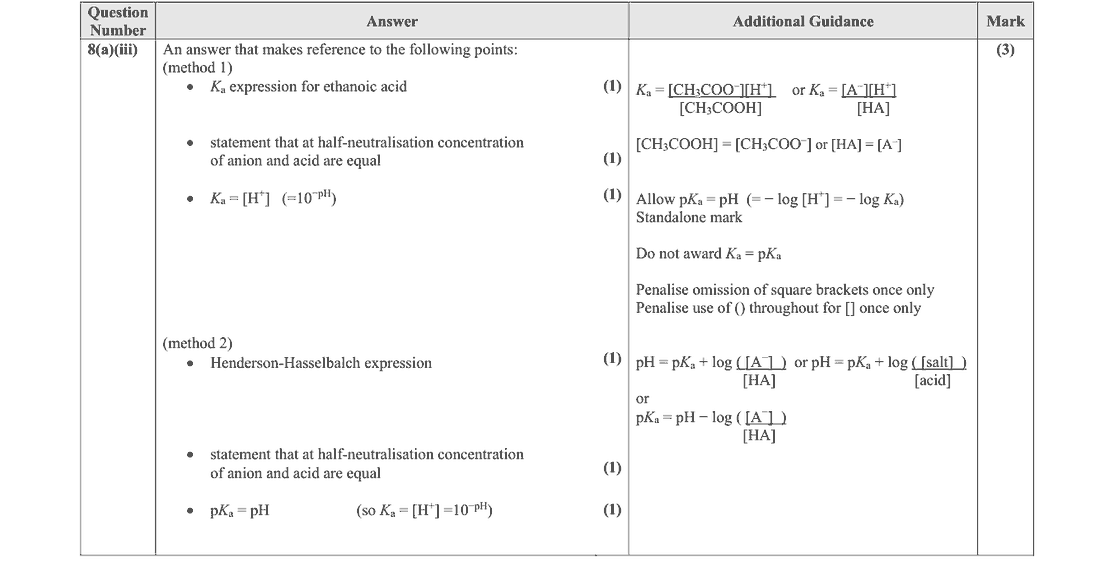 Question Number
Answer
Additional Guidance
Mark
8(a)(iii)
An answer that makes reference to the following points:
(3)
(method 1)
• Kₐ expression for ethanoic acid (1)
Kₐ = [CH₃COO⁻][H⁺] or Kₐ = [A⁻][H⁺]
[CH₃COOH] [HA]
• statement that at half-neutralisation concentration
of anion and acid are equal (1)
[CH₃COOH] = [CH₃COO⁻] or [HA] = [A⁻]
• Kₐ = [H⁺] (=10⁻ᵖᴴ) (1)
Allow pKₐ = pH (= − log [H⁺] = − log Kₐ)
Standalone mark
Do not award Kₐ = pKₐ
Penalise omission of square brackets once only
Penalise use of () throughout for [] once only
(method 2)
• Henderson-Hasselbalch expression (1)
pH = pKₐ + log ( [A⁻] ) or pH = pKₐ + log ( [salt] )
[HA] [acid]
or
pKₐ = pH − log ( [A⁻] )
[HA]
• statement that at half-neutralisation concentration
of anion and acid are equal (1)
• pKₐ = pH (so Kₐ = [H⁺] =10⁻ᵖᴴ) (1)